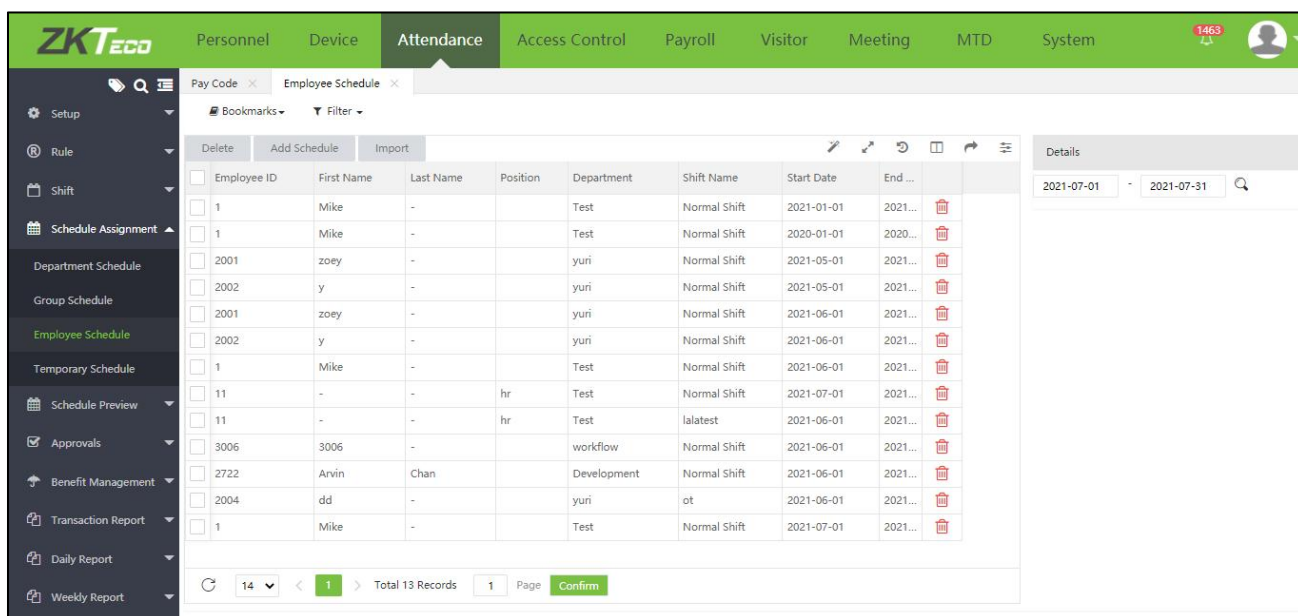 ZKTeco Personnel Device Attendance Access Control Payroll Visitor Meeting MTD System 1463
Pay Code Employee Schedule
Bookmarks Filter
Setup
Rule
Shift
Schedule Assignment
Department Schedule
Group Schedule
Employee Schedule
Temporary Schedule
Schedule Preview
Approvals
Benefit Management
Transaction Report
Daily Report
Weekly Report
Delete Add Schedule Import
Employee ID First Name Last Name Position Department Shift Name Start Date End ...
1 Mike - Test Normal Shift 2021-01-01 2021...
1 Mike - Test Normal Shift 2020-01-01 2020...
2001 zoey - yuri Normal Shift 2021-05-01 2021...
2002 y - yuri Normal Shift 2021-05-01 2021...
2001 zoey - yuri Normal Shift 2021-06-01 2021...
2002 y - yuri Normal Shift 2021-06-01 2021...
1 Mike - Test Normal Shift 2021-06-01 2021...
11 - - hr Test Normal Shift 2021-07-01 2021...
11 - - hr Test lalatest 2021-06-01 2021...
3006 3006 - workflow Normal Shift 2021-06-01 2021...
2722 Arvin Chan Development Normal Shift 2021-06-01 2021...
2004 dd - yuri ot 2021-06-01 2021...
1 Mike - Test Normal Shift 2021-07-01 2021...
14 < 1 > Total 13 Records 1 Page Confirm
Details
2021-07-01 - 2021-07-31